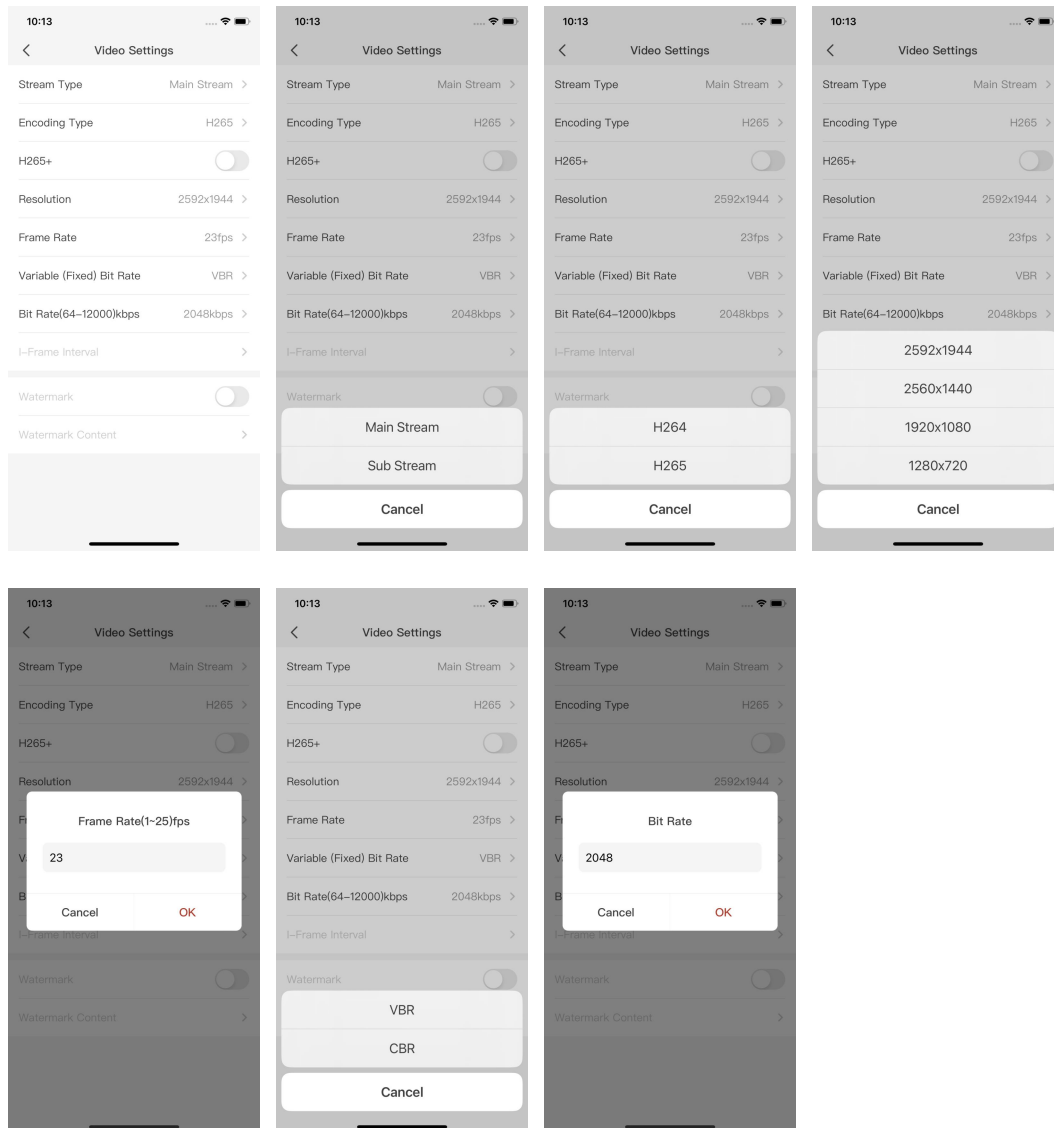 10:13
Video Settings
Stream Type Main Stream
Encoding Type H265
H265+
Resolution 2592x1944
Frame Rate 23fps
Variable (Fixed) Bit Rate VBR
Bit Rate(64–12000)kbps 2048kbps
I–Frame Interval
Watermark
Watermark Content
10:13
Video Settings
Stream Type Main Stream
Encoding Type H265
H265+
Resolution 2592x1944
Frame Rate 23fps
Variable (Fixed) Bit Rate VBR
Bit Rate(64–12000)kbps 2048kbps
I–Frame Interval
Watermark
Main Stream
Sub Stream
Cancel
10:13
Video Settings
Stream Type Main Stream
Encoding Type H265
H265+
Resolution 2592x1944
Frame Rate 23fps
Variable (Fixed) Bit Rate VBR
Bit Rate(64–12000)kbps 2048kbps
I–Frame Interval
Watermark
H264
H265
Cancel
10:13
Video Settings
Stream Type Main Stream
Encoding Type H265
H265+
Resolution 2592x1944
Frame Rate 23fps
Variable (Fixed) Bit Rate VBR
Bit Rate(64–12000)kbps 2048kbps
2592x1944
2560x1440
1920x1080
1280x720
Cancel
10:13
Video Settings
Stream Type Main Stream
Encoding Type H265
H265+
Resolution 2592x1944
Frame Rate(1~25)fps
23
Cancel OK
I–Frame Interval
Watermark
Watermark Content
10:13
Video Settings
Stream Type Main Stream
Encoding Type H265
H265+
Resolution 2592x1944
Frame Rate 23fps
Variable (Fixed) Bit Rate VBR
Bit Rate(64–12000)kbps 2048kbps
I–Frame Interval
Watermark
VBR
CBR
Cancel
10:13
Video Settings
Stream Type Main Stream
Encoding Type H265
H265+
Resolution 2592x1944
Bit Rate
2048
Cancel OK
I–Frame Interval
Watermark
Watermark Content